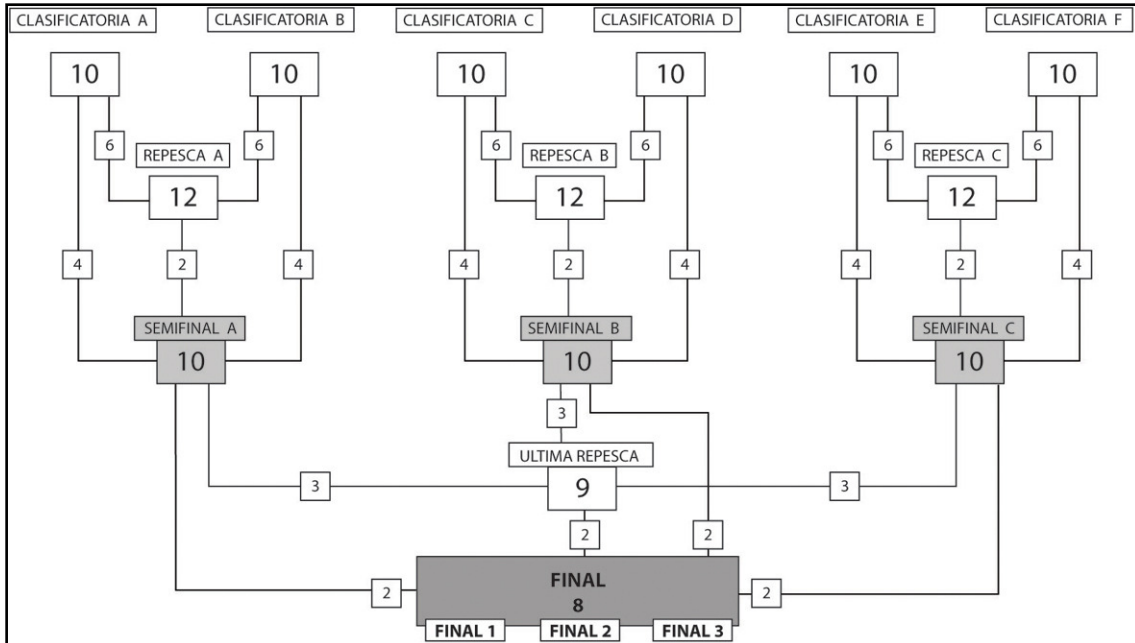 CLASIFICATORIA A
CLASIFICATORIA B
CLASIFICATORIA C
CLASIFICATORIA D
CLASIFICATORIA E
CLASIFICATORIA F
10
10
10
10
10
10
6
6
6
6
6
6
REPESCA A
REPESCA B
REPESCA C
12
12
12
4
2
4
4
2
4
4
2
4
SEMIFINAL A
SEMIFINAL B
SEMIFINAL C
10
10
10
3
ULTIMA REPESCA
3
9
3
2
2
2
FINAL
8
2
FINAL 1
FINAL 2
FINAL 3